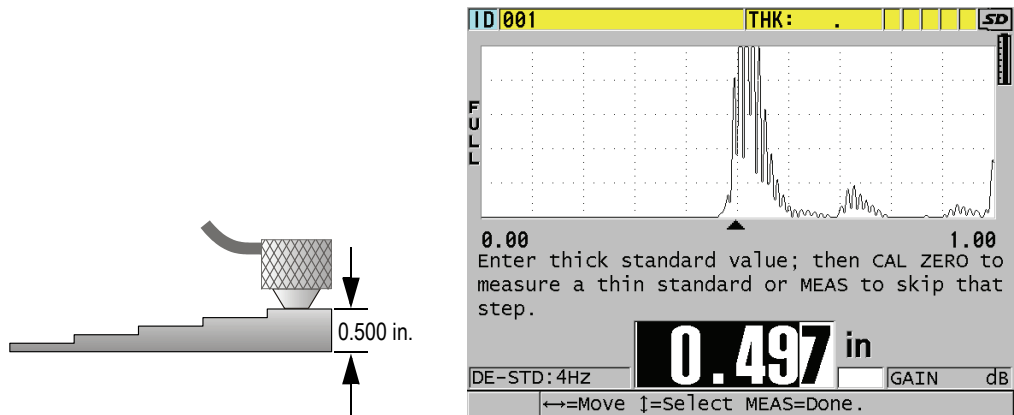 0.500 in.
ID 001 THK: . SD
FULL
0.00 1.00
Enter thick standard value; then CAL ZERO to
measure a thin standard or MEAS to skip that
step.
0.497 in
DE-STD:4Hz GAIN dB
↔=Move ↕=Select MEAS=Done.